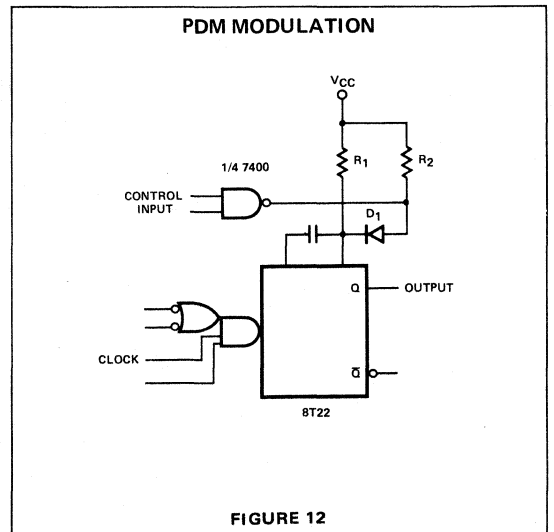 PDM MODULATION
VCC
R1
R2
1/4 7400
CONTROL
INPUT
D1
Q
OUTPUT
CLOCK
Q̅
8T22
FIGURE 12